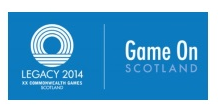 LEGACY 2014
XX COMMONWEALTH GAMES
SCOTLAND
Game On
SCOTLAND